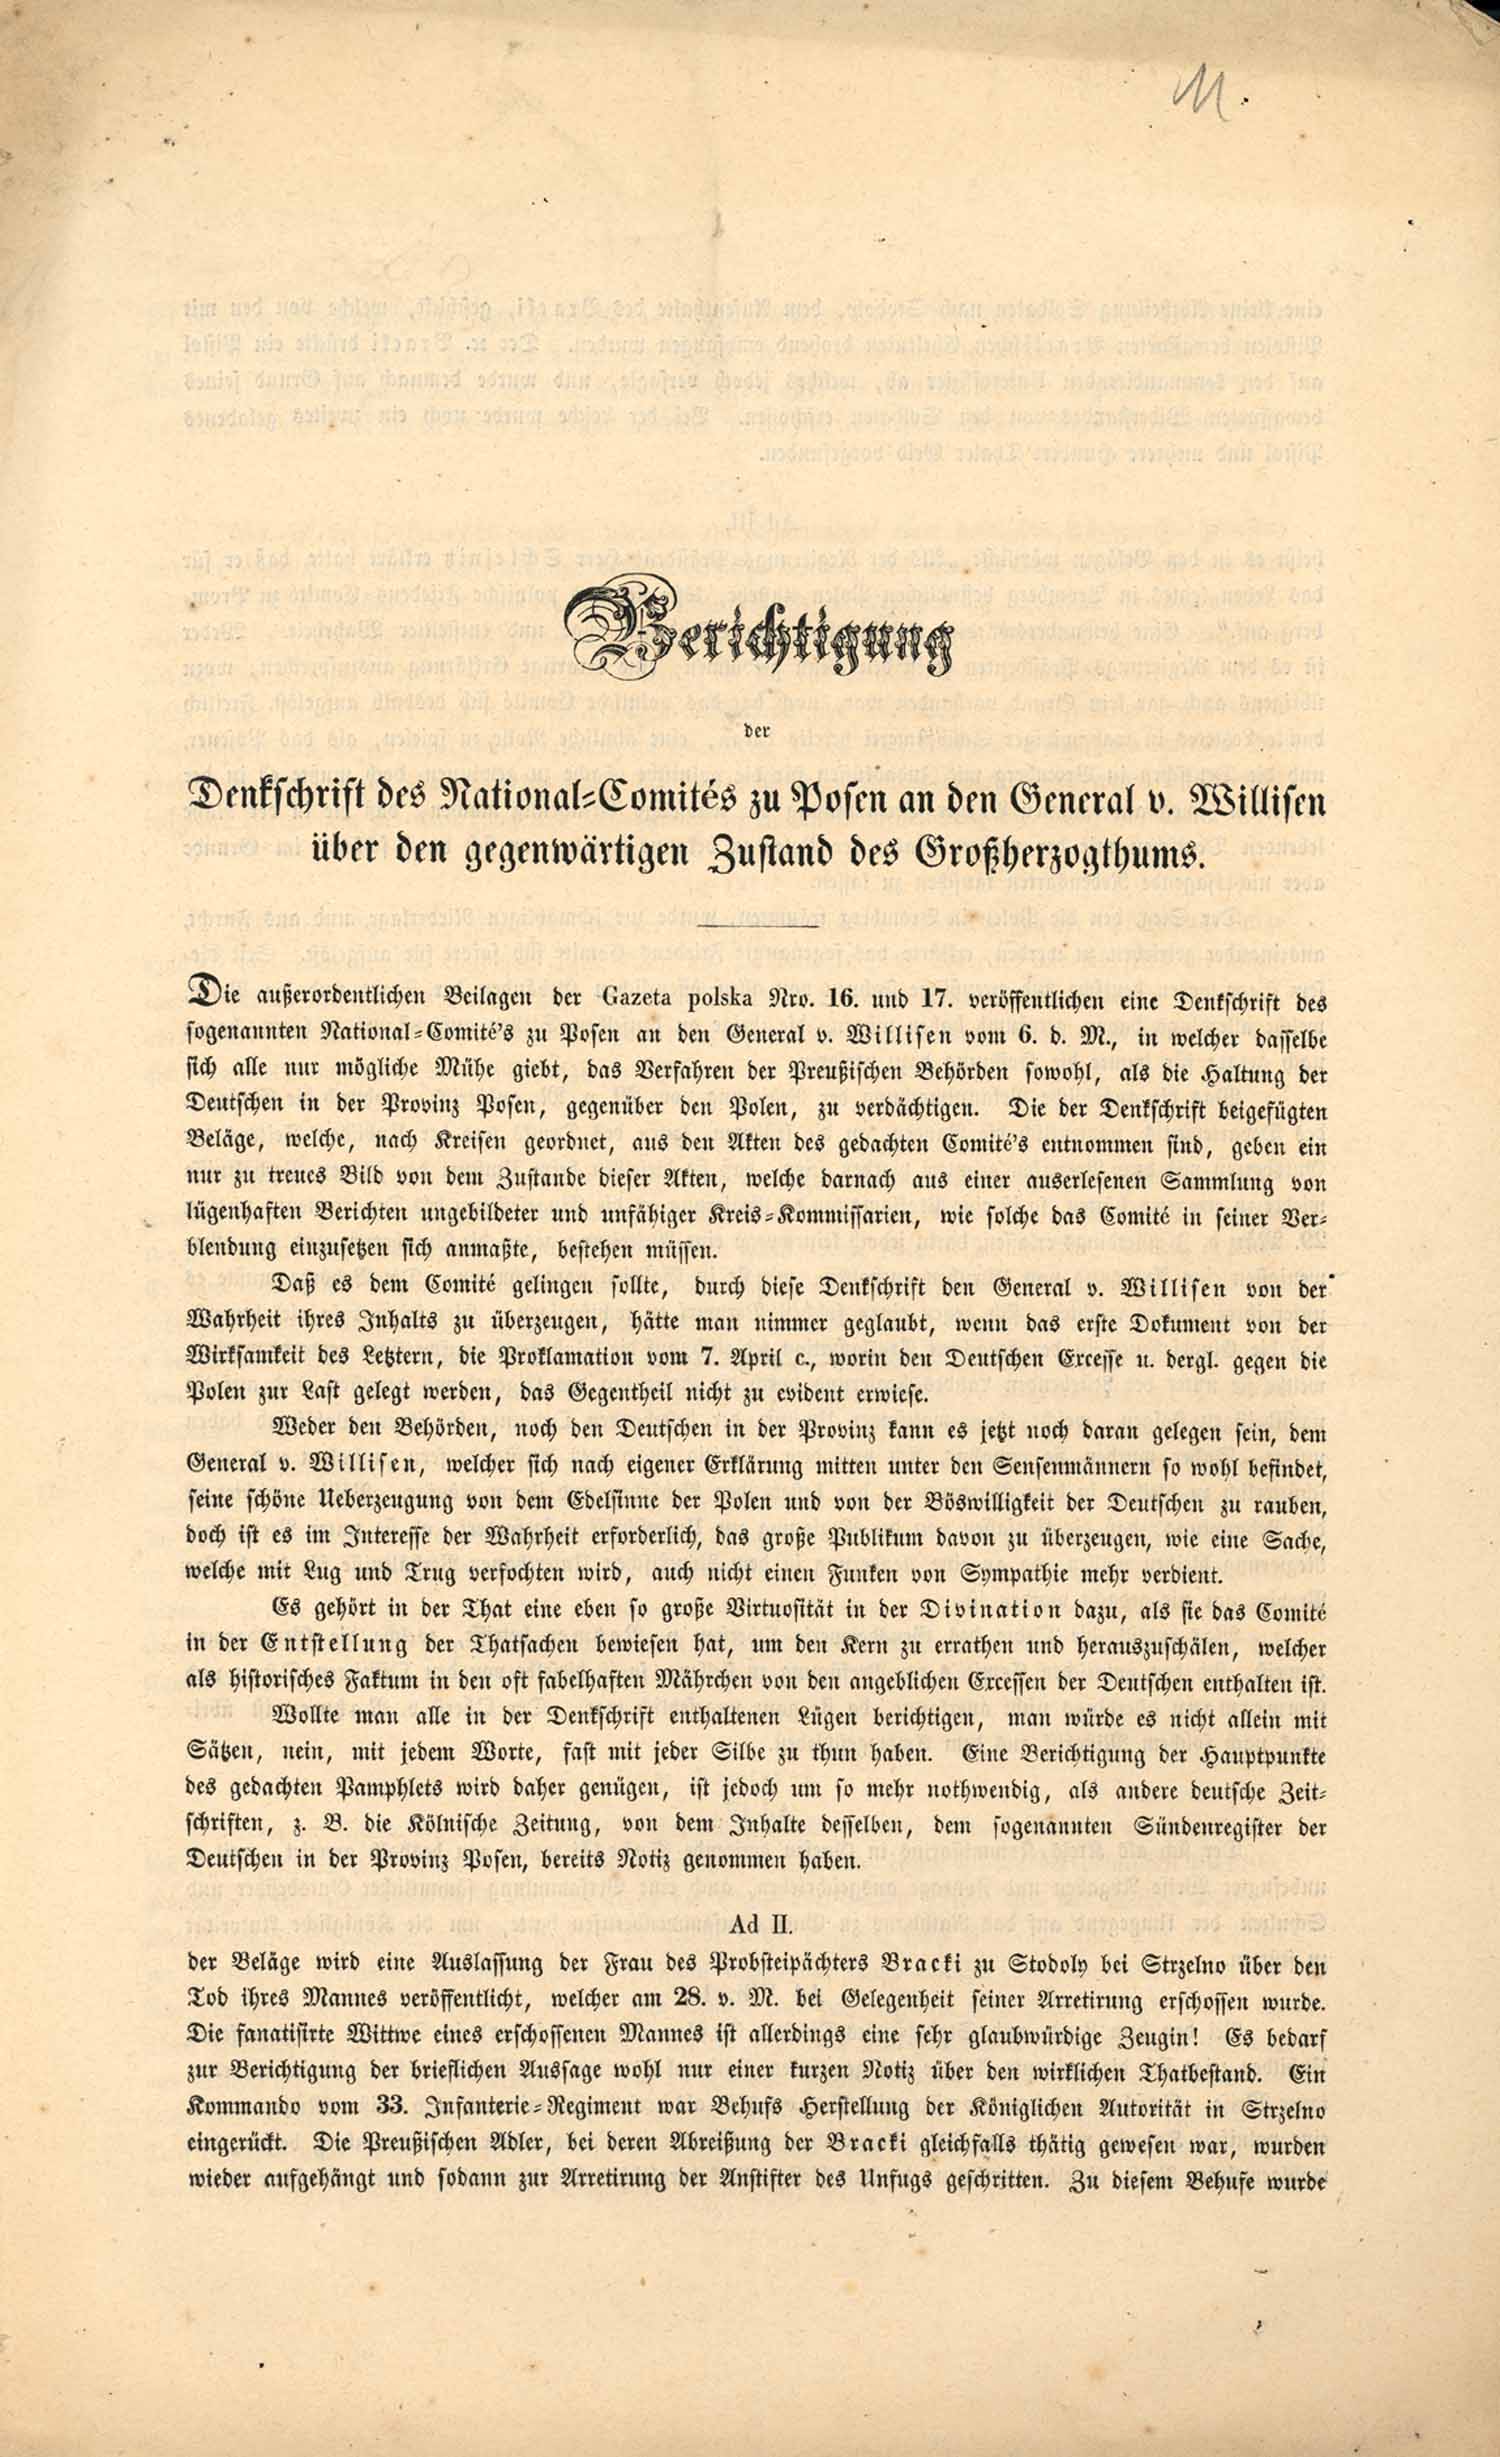 M.
Berichtigung
der
Denkschrift des National-Comités zu Posen an den General v. Willisen
über den gegenwärtigen Zustand des Großherzogthums.
Die außerordentlichen Beilagen der Gazeta polska Nro. 16. und 17. veröffentlichen eine Denkschrift des
sogenannten National-Comité's zu Posen an den General v. Willisen vom 6. d. M., in welcher dasselbe
sich alle nur mögliche Mühe giebt, das Verfahren der Preußischen Behörden sowohl, als die Haltung der
Deutschen in der Provinz Posen, gegenüber den Polen, zu verdächtigen. Die der Denkschrift beigefügten
Beläge, welche, nach Kreisen geordnet, aus den Akten des gedachten Comité's entnommen sind, geben ein
nur zu treues Bild von dem Zustande dieser Akten, welche darnach aus einer auserlesenen Sammlung von
lügenhaften Berichten ungebildeter und unfähiger Kreis-Kommissarien, wie solche das Comité in seiner Ver-
blendung einzusetzen sich anmaßte, bestehen müssen.
Daß es dem Comité gelingen sollte, durch diese Denkschrift den General v. Willisen von der
Wahrheit ihres Inhalts zu überzeugen, hätte man nimmer geglaubt, wenn das erste Dokument von der
Wirksamkeit des Letztern, die Proklamation vom 7. April c., worin den Deutschen Excesse u. dergl. gegen die
Polen zur Last gelegt werden, das Gegentheil nicht zu evident erwiese.
Weder den Behörden, noch den Deutschen in der Provinz kann es jetzt noch daran gelegen sein, dem
General v. Willisen, welcher sich nach eigener Erklärung mitten unter den Sensenmännern so wohl befindet,
seine schöne Ueberzeugung von dem Edelsinne der Polen und von der Böswilligkeit der Deutschen zu rauben,
doch ist es im Interesse der Wahrheit erforderlich, das große Publikum davon zu überzeugen, wie eine Sache,
welche mit Lug und Trug verfochten wird, auch nicht einen Funken von Sympathie mehr verdient.
Es gehört in der That eine eben so große Virtuosität in der Divination dazu, als sie das Comité
in der Entstellung der Thatsachen bewiesen hat, um den Kern zu errathen und herauszuschälen, welcher
als historisches Faktum in den oft fabelhaften Mährchen von den angeblichen Excessen der Deutschen enthalten ist.
Wollte man alle in der Denkschrift enthaltenen Lügen berichtigen, man würde es nicht allein mit
Sätzen, nein, mit jedem Worte, fast mit jeder Silbe zu thun haben. Eine Berichtigung der Hauptpunkte
des gedachten Pamphlets wird daher genügen, ist jedoch um so mehr nothwendig, als andere deutsche Zeit-
schriften, z. B. die Kölnische Zeitung, von dem Inhalte desselben, dem sogenannten Sündenregister der
Deutschen in der Provinz Posen, bereits Notiz genommen haben.
Ad II.
der Beläge wird eine Auslassung der Frau des Probsteipächters Bracki zu Stodoly bei Strzelno über den
Tod ihres Mannes veröffentlicht, welcher am 28. v. M. bei Gelegenheit seiner Arretirung erschossen wurde.
Die fanatisirte Wittwe eines erschossenen Mannes ist allerdings eine sehr glaubwürdige Zeugin! Es bedarf
zur Berichtigung der brieflichen Aussage wohl nur einer kurzen Notiz über den wirklichen Thatbestand. Ein
Kommando vom 33. Infanterie-Regiment war Behufs Herstellung der Königlichen Autorität in Strzelno
eingerückt. Die Preußischen Adler, bei deren Abreißung der Bracki gleichfalls thätig gewesen war, wurden
wieder aufgehängt und sodann zur Arretirung der Anstifter des Unfugs geschritten. Zu diesem Behufe wurde